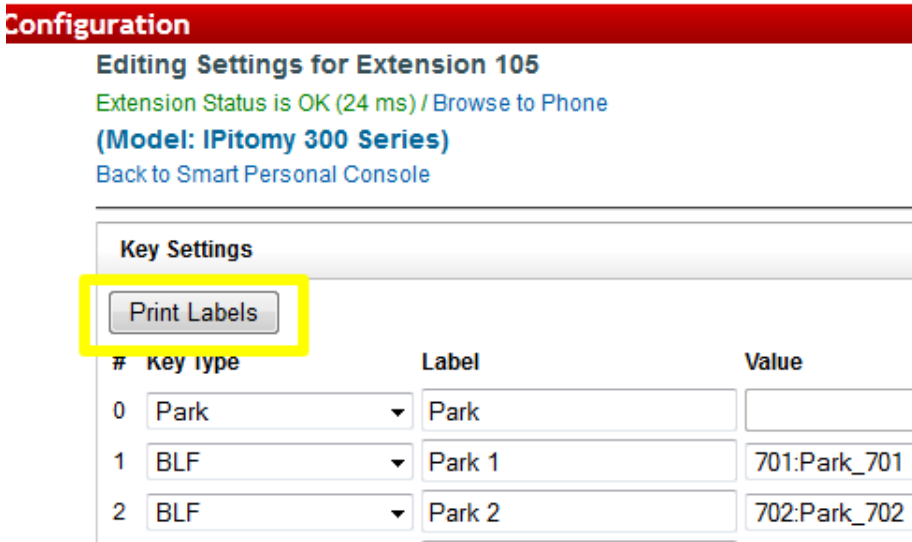 Configuration
Editing Settings for Extension 105
Extension Status is OK (24 ms) / Browse to Phone
(Model: IPitomy 300 Series)
Back to Smart Personal Console
Key Settings
Print Labels
# Key Type Label Value
0 Park Park
1 BLF Park 1 701:Park_701
2 BLF Park 2 702:Park_702